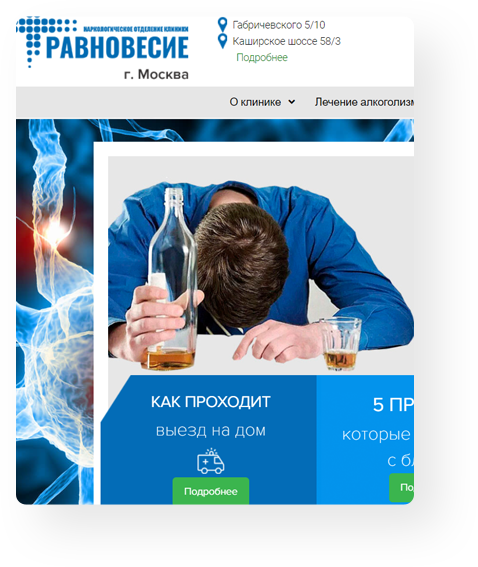 НАРКОЛОГИЧЕСКОЕ ОТДЕЛЕНИЕ КЛИНИКИ
РАВНОВЕСИЕ
г. Москва
Габричевского 5/10
Каширское шоссе 58/3
Подробнее
О клинике
Лечение
КАК ПРОХОДИТ
выезд на дом
Подробнее
5 ПР
которые
с бл
По